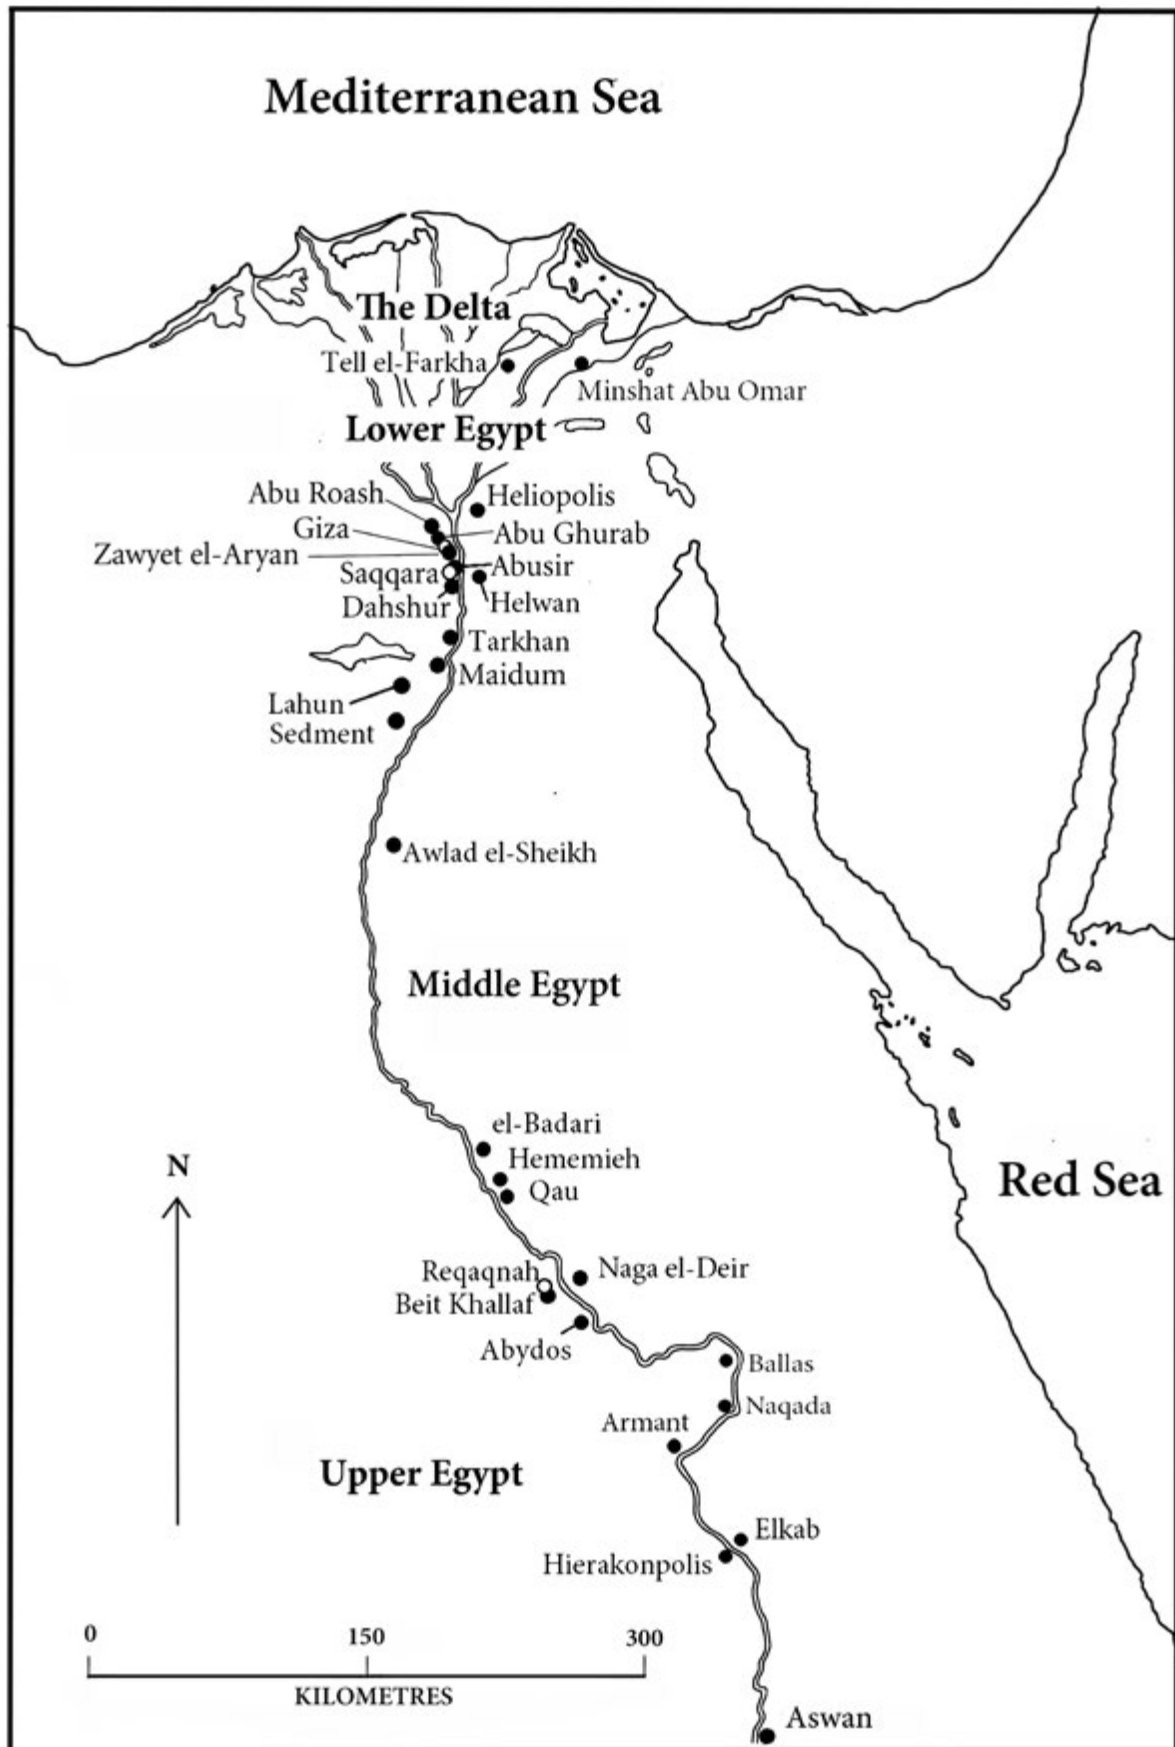 Mediterranean Sea
The Delta
Tell el-Farkha
Minshat Abu Omar
Lower Egypt
Abu Roash
Heliopolis
Giza
Abu Ghurab
Zawyet el-Aryan
Abusir
Saqqara
Dahshur
Helwan
Tarkhan
Maidum
Lahun
Sedment
Awlad el-Sheikh
Middle Egypt
el-Badari
Hememieh
Qau
N
Red Sea
Reqaqnah
Naga el-Deir
Beit Khallaf
Abydos
Ballas
Naqada
Armant
Upper Egypt
Elkab
Hierakonpolis
0 150 300
KILOMETRES
Aswan